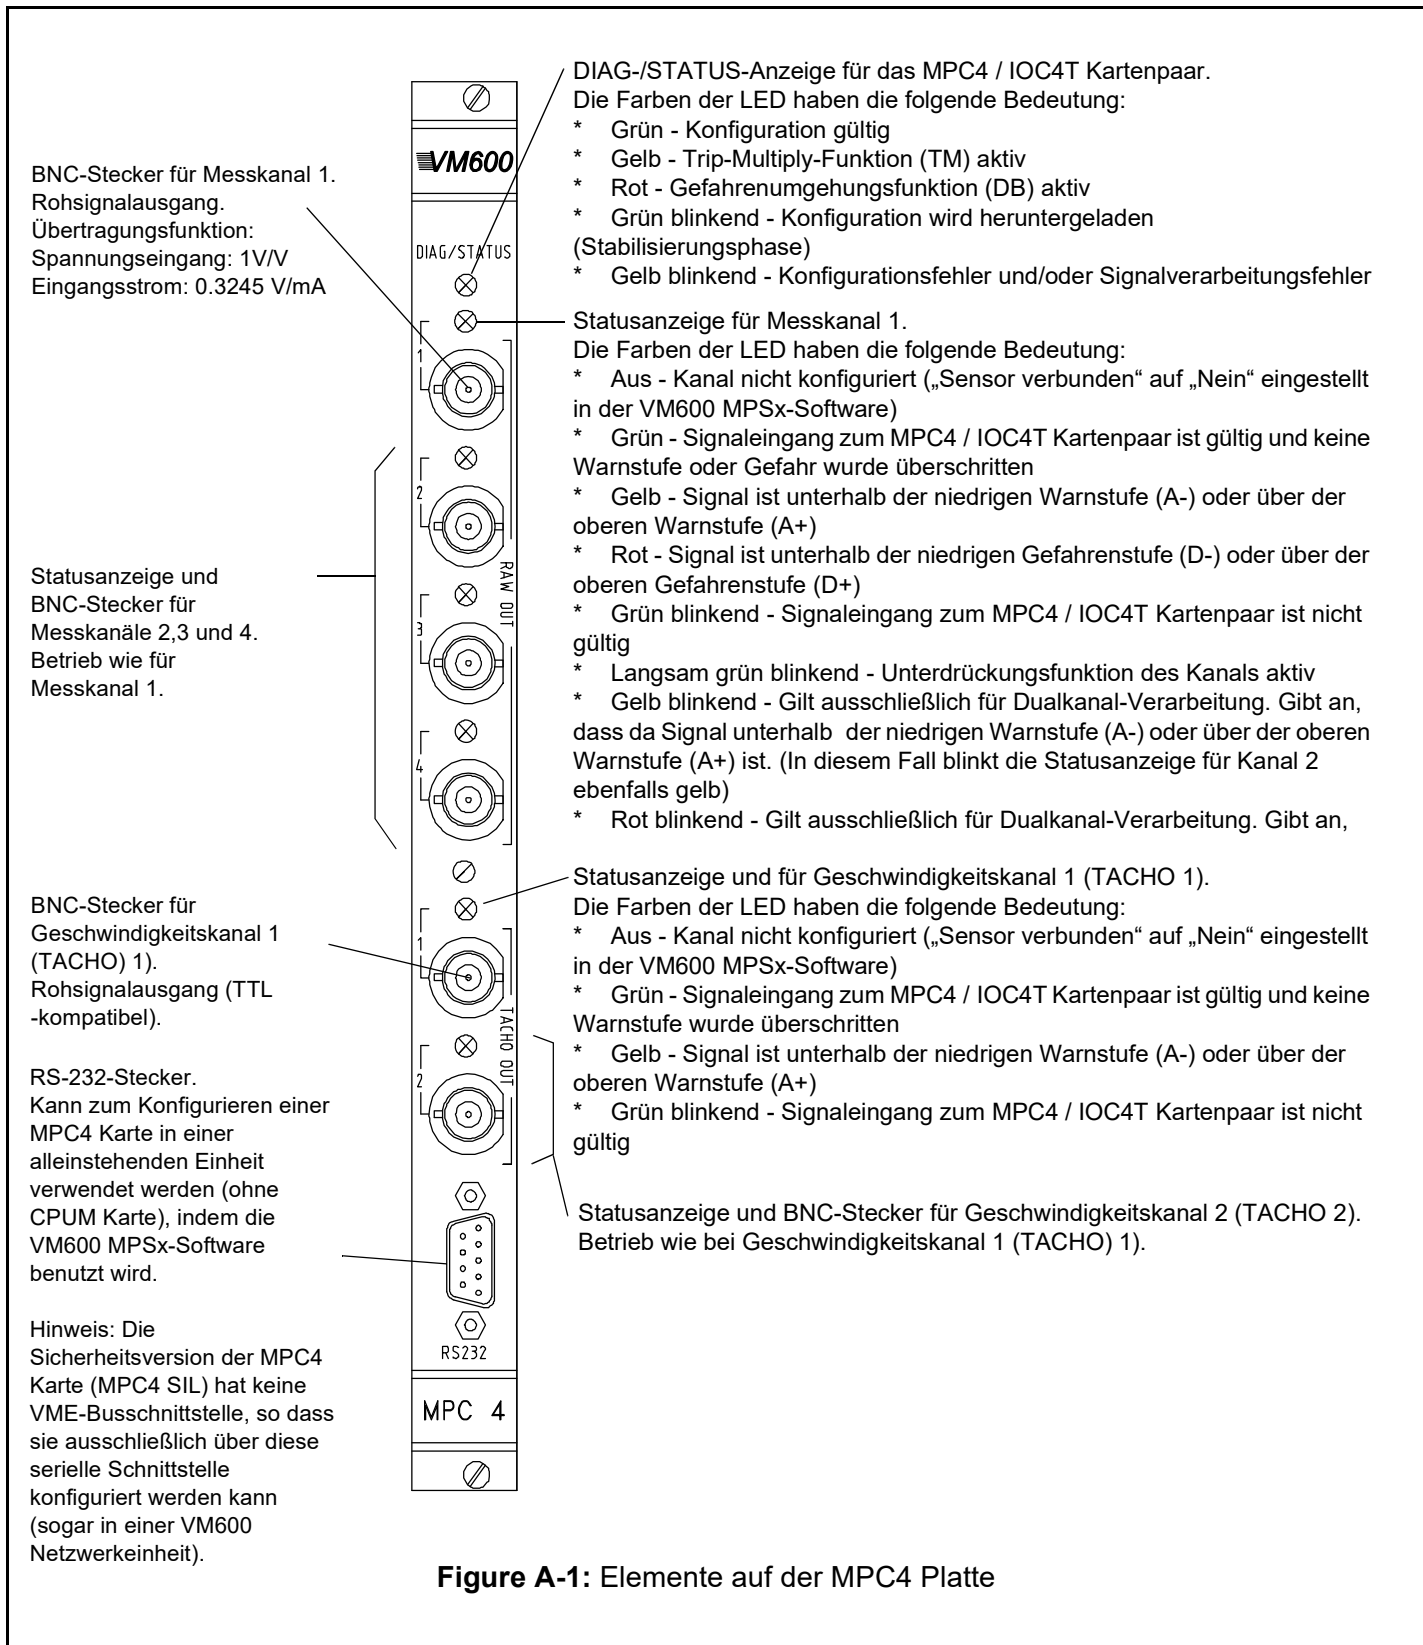 BNC-Stecker für Messkanal 1.
Rohsignalausgang.
Übertragungsfunktion:
Spannungseingang: 1V/V
Eingangsstrom: 0.3245 V/mA
Statusanzeige und
BNC-Stecker für
Messkanäle 2,3 und 4.
Betrieb wie für
Messkanal 1.
BNC-Stecker für
Geschwindigkeitskanal 1
(TACHO) 1).
Rohsignalausgang (TTL
-kompatibel).
RS-232-Stecker.
Kann zum Konfigurieren einer
MPC4 Karte in einer
alleinstehenden Einheit
verwendet werden (ohne
CPUM Karte), indem die
VM600 MPSx-Software
benutzt wird.
Hinweis: Die
Sicherheitsversion der MPC4
Karte (MPC4 SIL) hat keine
VME-Busschnittstelle, so dass
sie ausschließlich über diese
serielle Schnittstelle
konfiguriert werden kann
(sogar in einer VM600
Netzwerkeinheit).
VM600
DIAG/STATUS
1
2
3
4
RAW OUT
1
2
TACHO OUT
RS232
MPC 4
DIAG-/STATUS-Anzeige für das MPC4 / IOC4T Kartenpaar.
Die Farben der LED haben die folgende Bedeutung:
* Grün - Konfiguration gültig
* Gelb - Trip-Multiply-Funktion (TM) aktiv
* Rot - Gefahrenumgehungsfunktion (DB) aktiv
* Grün blinkend - Konfiguration wird heruntergeladen
(Stabilisierungsphase)
* Gelb blinkend - Konfigurationsfehler und/oder Signalverarbeitungsfehler
Statusanzeige für Messkanal 1.
Die Farben der LED haben die folgende Bedeutung:
* Aus - Kanal nicht konfiguriert („Sensor verbunden“ auf „Nein“ eingestellt
in der VM600 MPSx-Software)
* Grün - Signaleingang zum MPC4 / IOC4T Kartenpaar ist gültig und keine
Warnstufe oder Gefahr wurde überschritten
* Gelb - Signal ist unterhalb der niedrigen Warnstufe (A-) oder über der
oberen Warnstufe (A+)
* Rot - Signal ist unterhalb der niedrigen Gefahrenstufe (D-) oder über der
oberen Gefahrenstufe (D+)
* Grün blinkend - Signaleingang zum MPC4 / IOC4T Kartenpaar ist nicht
gültig
* Langsam grün blinkend - Unterdrückungsfunktion des Kanals aktiv
* Gelb blinkend - Gilt ausschließlich für Dualkanal-Verarbeitung. Gibt an,
dass da Signal unterhalb der niedrigen Warnstufe (A-) oder über der oberen
Warnstufe (A+) ist. (In diesem Fall blinkt die Statusanzeige für Kanal 2
ebenfalls gelb)
* Rot blinkend - Gilt ausschließlich für Dualkanal-Verarbeitung. Gibt an,
Statusanzeige und für Geschwindigkeitskanal 1 (TACHO 1).
Die Farben der LED haben die folgende Bedeutung:
* Aus - Kanal nicht konfiguriert („Sensor verbunden“ auf „Nein“ eingestellt
in der VM600 MPSx-Software)
* Grün - Signaleingang zum MPC4 / IOC4T Kartenpaar ist gültig und keine
Warnstufe wurde überschritten
* Gelb - Signal ist unterhalb der niedrigen Warnstufe (A-) oder über der
oberen Warnstufe (A+)
* Grün blinkend - Signaleingang zum MPC4 / IOC4T Kartenpaar ist nicht
gültig
Statusanzeige und BNC-Stecker für Geschwindigkeitskanal 2 (TACHO 2).
Betrieb wie bei Geschwindigkeitskanal 1 (TACHO) 1).
Figure A-1: Elemente auf der MPC4 Platte